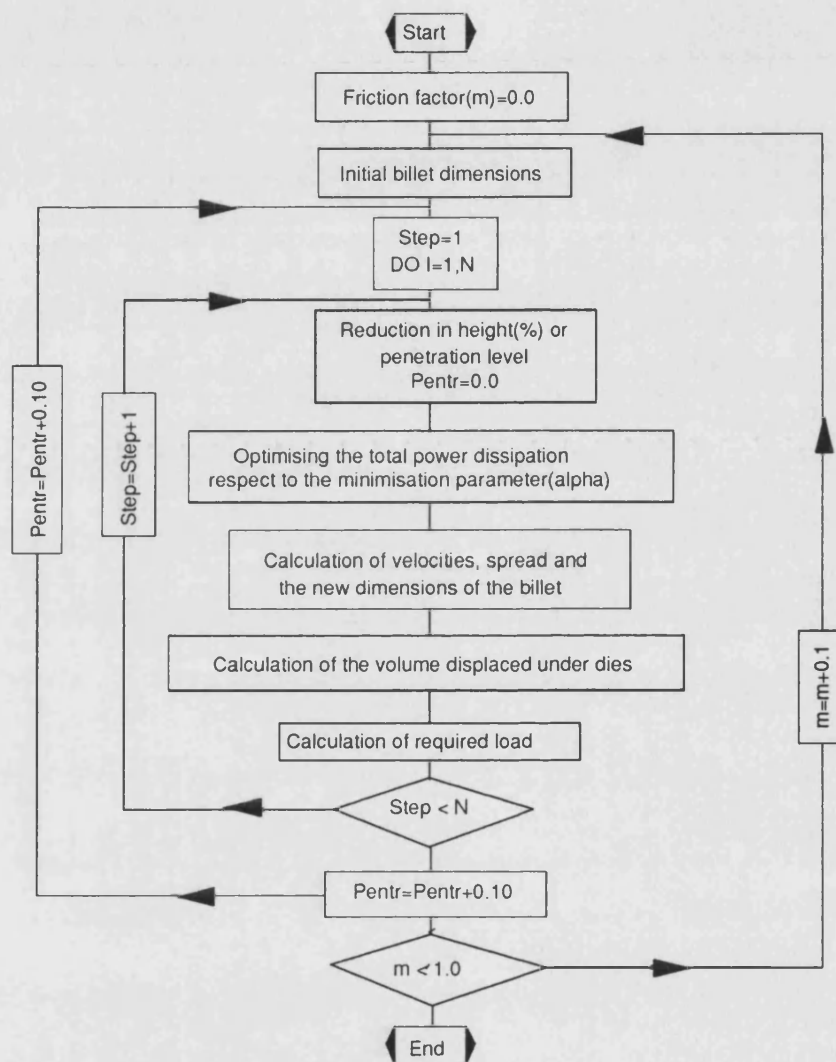 Start
Friction factor(m)=0.0
Initial billet dimensions
Step=1
DO I=1,N
Reduction in height(%) or
penetration level
Pentr=0.0
Optimising the total power dissipation
respect to the minimisation parameter(alpha)
Calculation of velocities, spread and
the new dimensions of the billet
Calculation of the volume displaced under dies
Calculation of required load
Step < N
Step=Step+1
Pentr=Pentr+0.10
Pentr=Pentr+0.10
m < 1.0
m=m+0.1
End